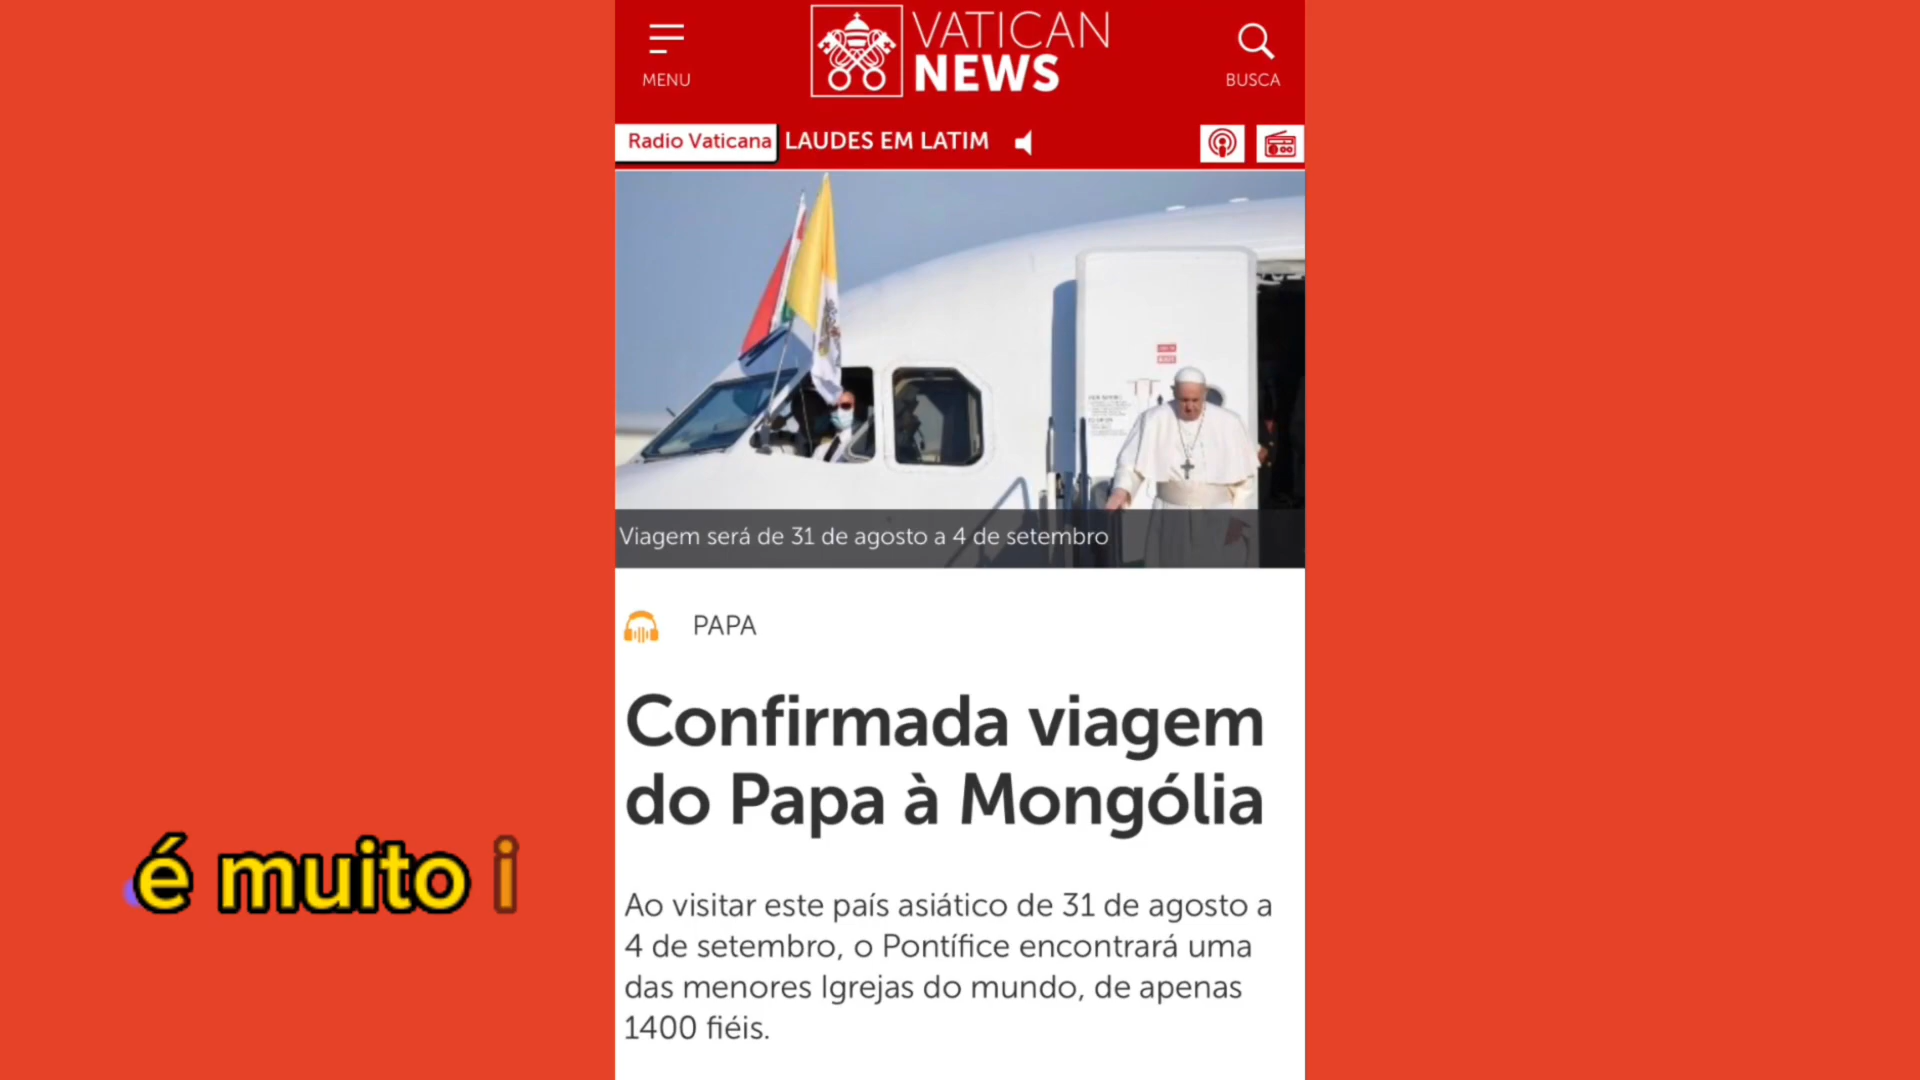 MENU
VATICAN
NEWS
BUSCA
Radio Vaticana
LAUDES EM LATIM
Viagem será de 31 de agosto a 4 de setembro
PAPA
Confirmada viagem
do Papa à Mongólia
Ao visitar este país asiático de 31 de agosto a
4 de setembro, o Pontífice encontrará uma
das menores Igrejas do mundo, de apenas
1400 fiéis.
é muito i